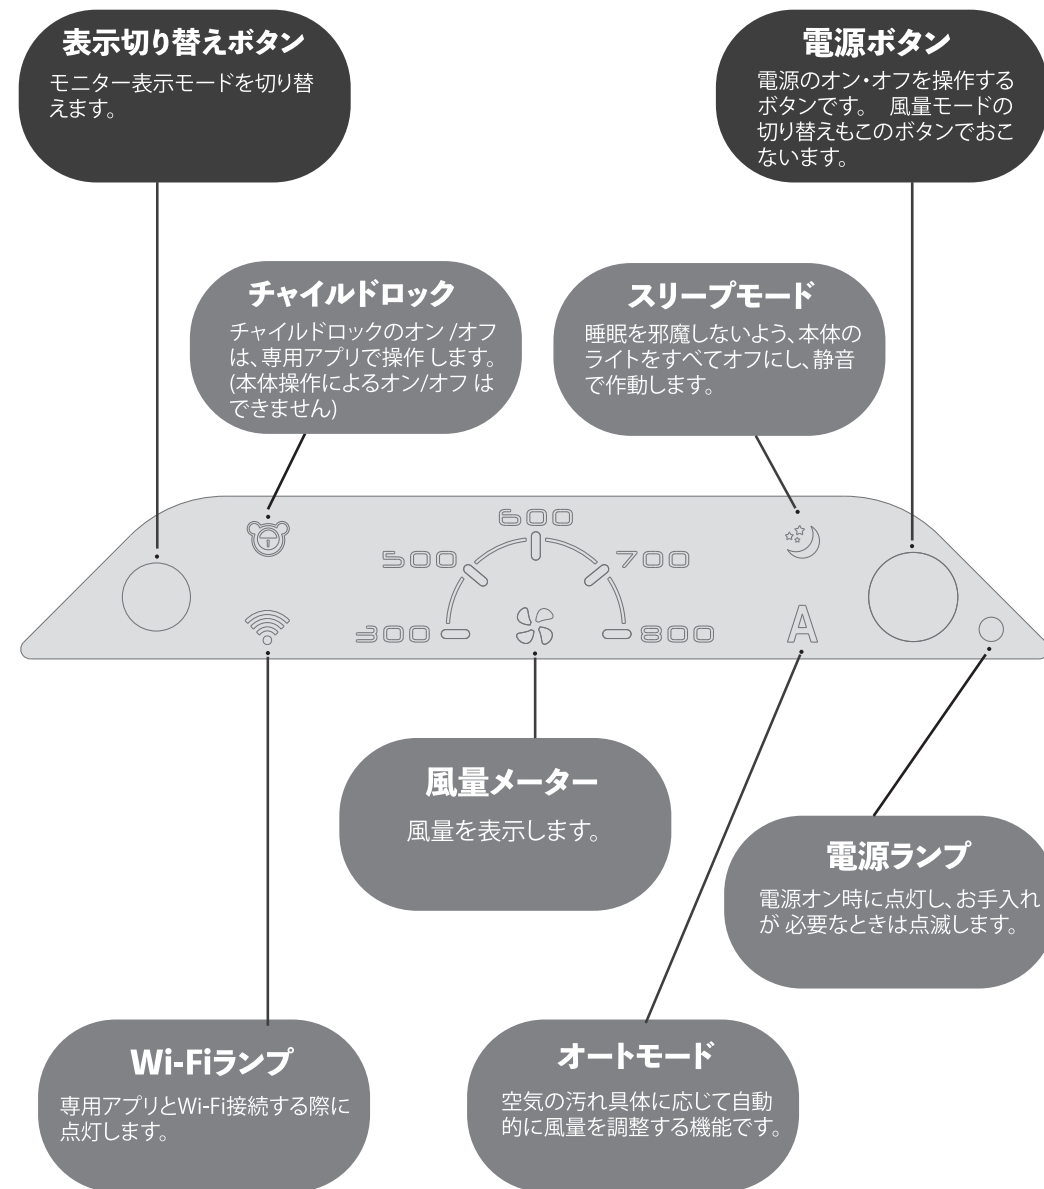 表示切り替えボタン
モニター表示モードを切り替
えます。
電源ボタン
電源のオン・オフを操作する
ボタンです。 風量モードの
切り替えもこのボタンでおこ
ないます。
チャイルドロック
チャイルドロックのオン /オフ
は、専用アプリで操作 します。
(本体操作によるオン/オフ は
できません)
スリープモード
睡眠を邪魔しないよう、本体の
ライトをすべてオフにし、静音
で作動します。
600
500
700
300
800
A
風量メーター
風量を表示します。
電源ランプ
電源オン時に点灯し、お手入れ
が 必要なときは点滅します。
Wi-Fiランプ
専用アプリとWi-Fi接続する際に
点灯します。
オートモード
空気の汚れ具体に応じて自動
的に風量を調整する機能です。